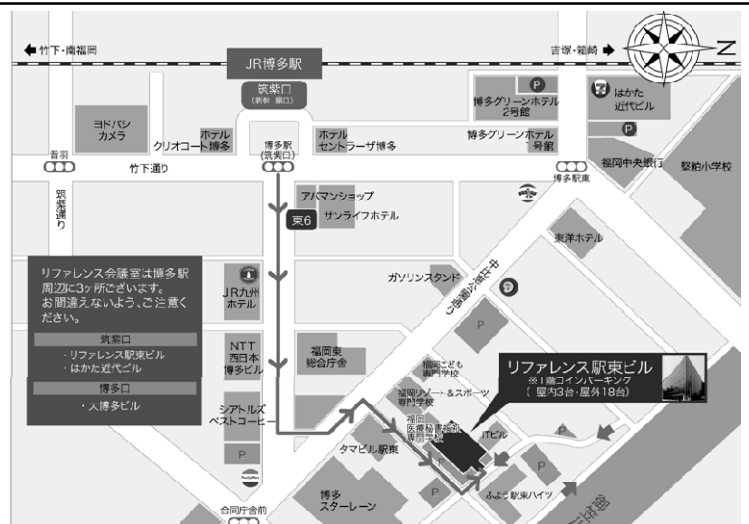 竹下・南福岡
吉塚・箱崎
N
JR博多駅
筑紫口
(新幹線口)
P
博多グリーンホテル
2号館
はかた
近代ビル
ヨドバシ
カメラ
ホテル
クリオコート博多
博多駅
(筑紫口)
ホテル
セントラーザ博多
博多グリーンホテル
1号館
P
福岡中央銀行
堅粕小学校
音羽
竹下通り
博多駅東
筑紫通り
アパマンショップ
東6
サンライフホテル
東洋ホテル
リファレンス会議室は博多駅
周辺に3ヶ所ございます。
お間違えないよう、ご注意く
ださい。
筑紫口
・リファレンス駅東ビル
・はかた近代ビル
博多口
・大博多ビル
JR九州
ホテル
ガソリンスタンド
中比恵公園通り
P
NTT
西日本
博多ビル
福岡東
総合庁舎
福岡こども
専門学校
リファレンス駅東ビル
※1階コインパーキング
( 屋内3台・屋外18台)
福岡リゾート&スポーツ
専門学校
シアトルズ
ベストコーヒー
福岡
医療秘書福祉
専門学校
ITビル
P
タマビル駅東
P
P
P
P
FamilyMart
博多
スターレーン
ふよう駅東ハイツ
合同庁舎前
P
御笠川